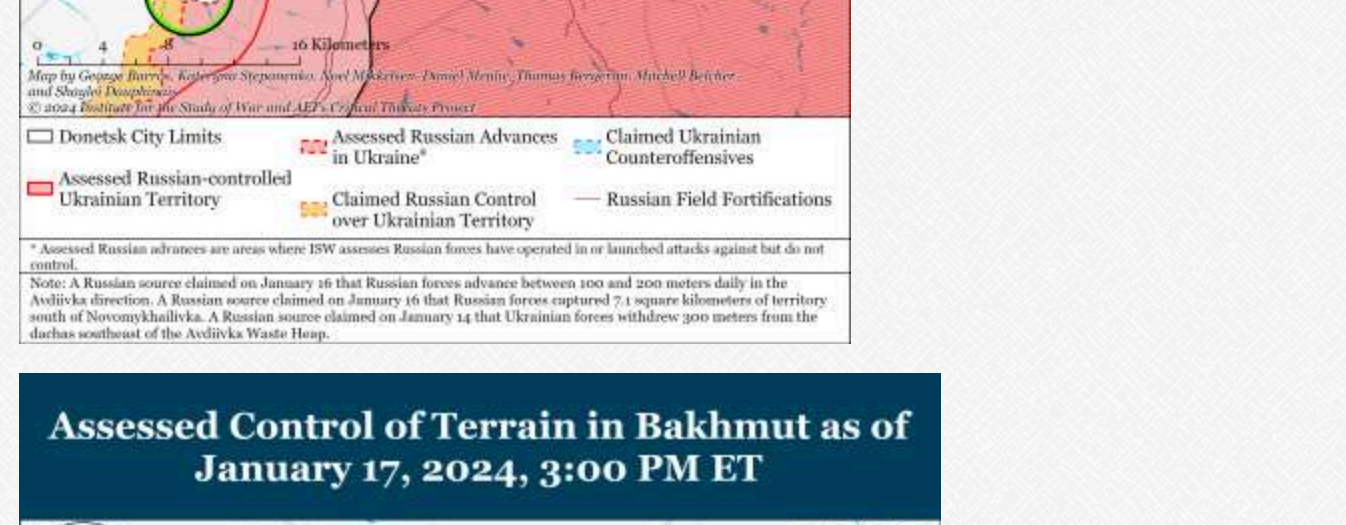 0 4 8 16 Kilometers
Map by George Barros, Kateryna Stepanenko, Noel Mikkelsen, Daniel Mealie, Thomas Bergeron, Mitchell Belcher,
and Shaylei Dauphinais
© 2024 Institute for the Study of War and AEI's Critical Threats Project
Donetsk City Limits
Assessed Russian-controlled
Ukrainian Territory
Assessed Russian Advances
in Ukraine*
Claimed Russian Control
over Ukrainian Territory
Claimed Ukrainian
Counteroffensives
Russian Field Fortifications
* Assessed Russian advances are areas where ISW assesses Russian forces have operated in or launched attacks against but do not
control.
Note: A Russian source claimed on January 16 that Russian forces advance between 100 and 200 meters daily in the
Avdiivka direction. A Russian source claimed on January 16 that Russian forces captured 7.1 square kilometers of territory
south of Novomykhailivka. A Russian source claimed on January 14 that Ukrainian forces withdrew 300 meters from the
dachas southeast of the Avdiivka Waste Heap.
Assessed Control of Terrain in Bakhmut as of
January 17, 2024, 3:00 PM ET